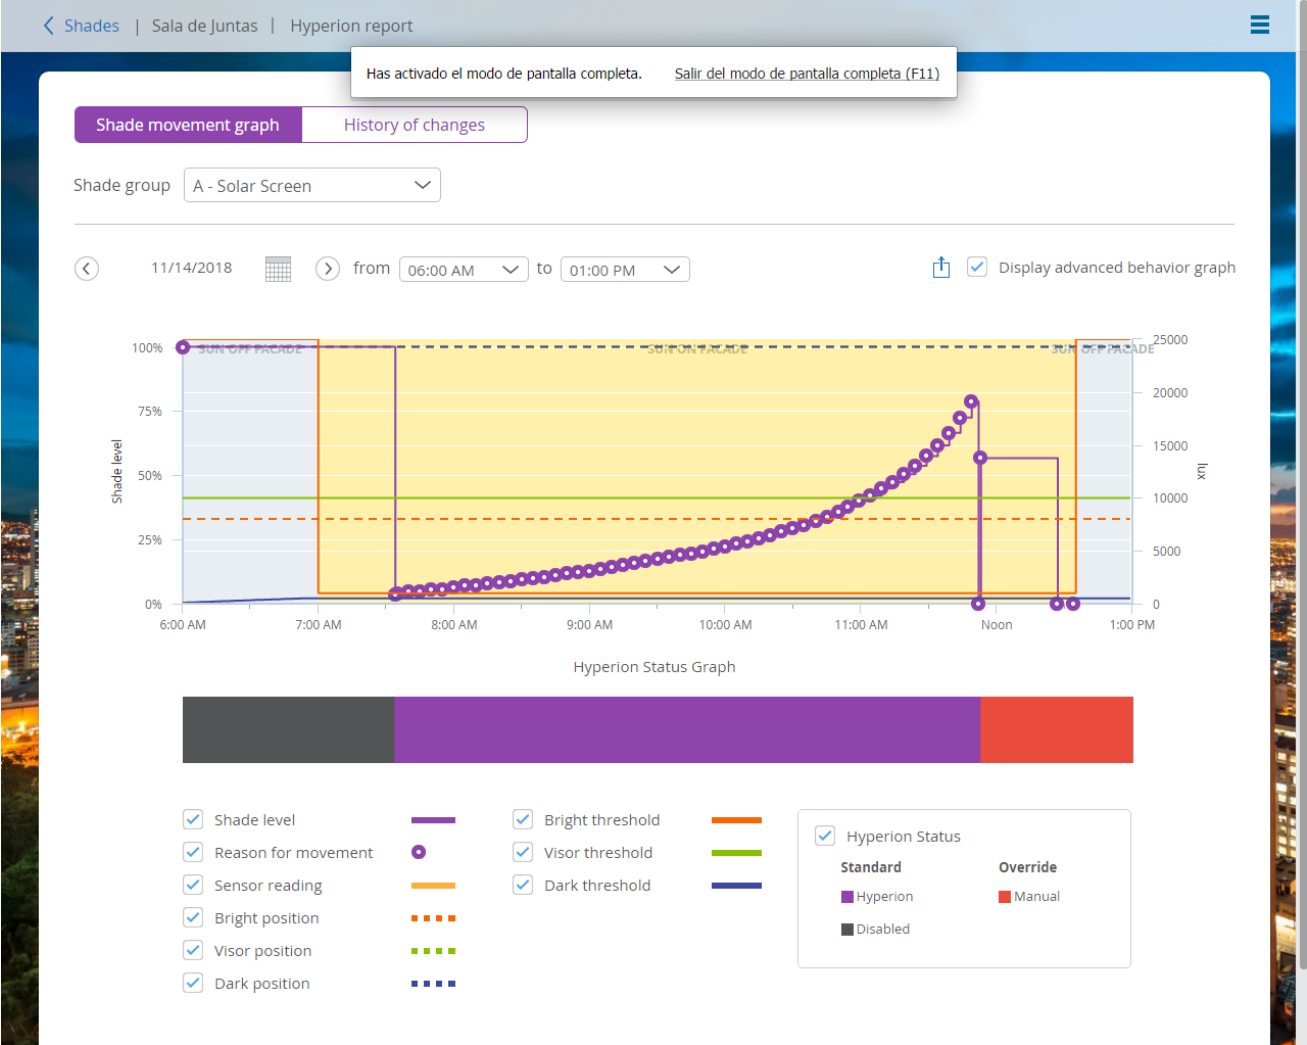 Shades | Sala de Juntas | Hyperion report
Has activado el modo de pantalla completa. Salir del modo de pantalla completa (F11)
Shade movement graph History of changes
Shade group A - Solar Screen
11/14/2018 from 06:00 AM to 01:00 PM Display advanced behavior graph
100% SUN OFF FACADE SUN ON FACADE SUN OFF FACADE 25000
20000
75%
15000
Shade level
50%
lux
10000
25%
5000
0% 0
6:00 AM 7:00 AM 8:00 AM 9:00 AM 10:00 AM 11:00 AM Noon 1:00 PM
Hyperion Status Graph
Shade level Bright threshold
Reason for movement Visor threshold
Sensor reading Dark threshold
Bright position
Visor position
Dark position
Hyperion Status
Standard Override
Hyperion Manual
Disabled